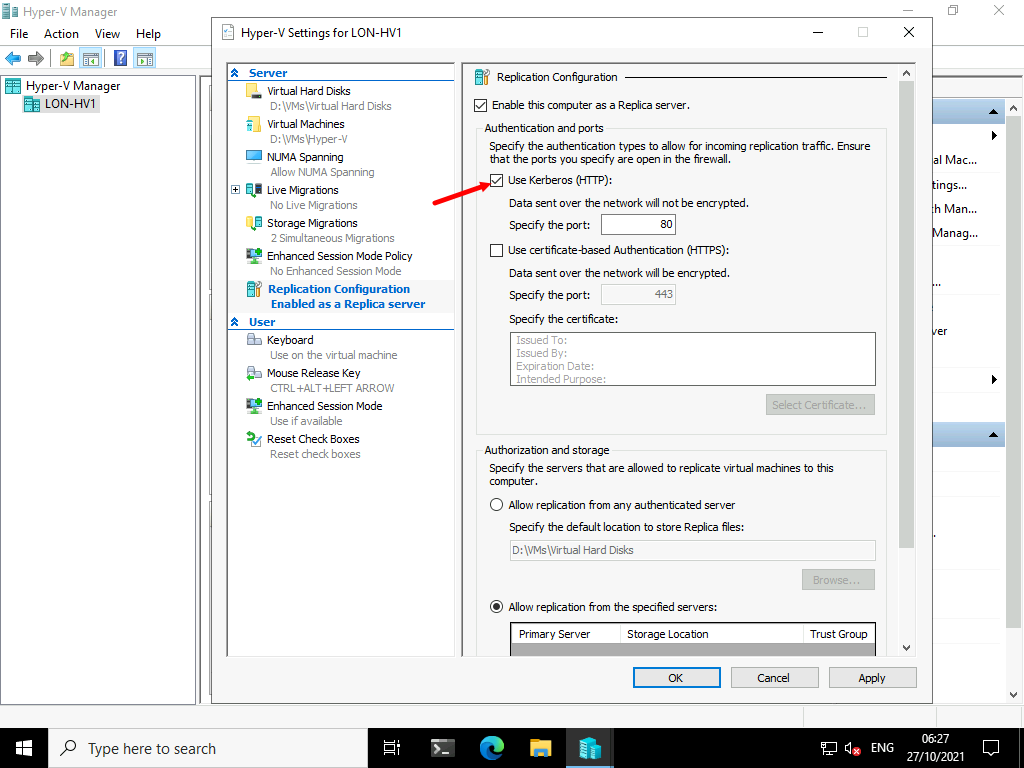 Hyper-V Manager
File Action View Help
Hyper-V Manager
LON-HV1
Hyper-V Settings for LON-HV1
Server
Virtual Hard Disks
D:\VMs\Virtual Hard Disks
Virtual Machines
D:\VMs\Hyper-V
NUMA Spanning
Allow NUMA Spanning
Live Migrations
No Live Migrations
Storage Migrations
2 Simultaneous Migrations
Enhanced Session Mode Policy
No Enhanced Session Mode
Replication Configuration
Enabled as a Replica server
User
Keyboard
Use on the virtual machine
Mouse Release Key
CTRL+ALT+LEFT ARROW
Enhanced Session Mode
Use if available
Reset Check Boxes
Reset check boxes
Replication Configuration
Enable this computer as a Replica server.
Authentication and ports
Specify the authentication types to allow for incoming replication traffic. Ensure
that the ports you specify are open in the firewall.
Use Kerberos (HTTP):
Data sent over the network will not be encrypted.
Specify the port: 80
Use certificate-based Authentication (HTTPS):
Data sent over the network will be encrypted.
Specify the port: 443
Specify the certificate:
Issued To:
Issued By:
Expiration Date:
Intended Purpose:
Select Certificate...
Authorization and storage
Specify the servers that are allowed to replicate virtual machines to this
computer.
Allow replication from any authenticated server
Specify the default location to store Replica files:
D:\VMs\Virtual Hard Disks
Browse...
Allow replication from the specified servers:
Primary Server Storage Location Trust Group
OK Cancel Apply
al Mac...
tings...
h Man...
Manag...
...
ver
Type here to search
ENG
06:27
27/10/2021